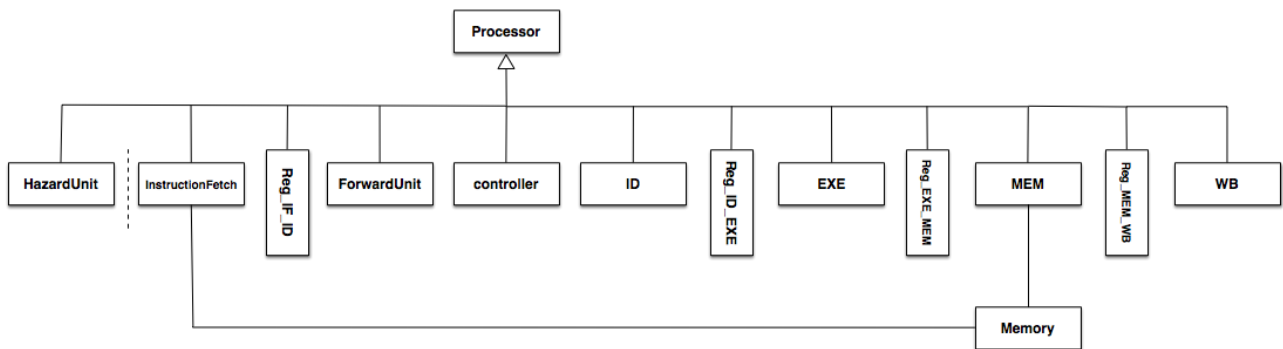 Processor
HazardUnit
InstructionFetch
Reg_IF_ID
ForwardUnit
controller
ID
Reg_ID_EXE
EXE
Reg_EXE_MEM
MEM
Reg_MEM_WB
WB
Memory